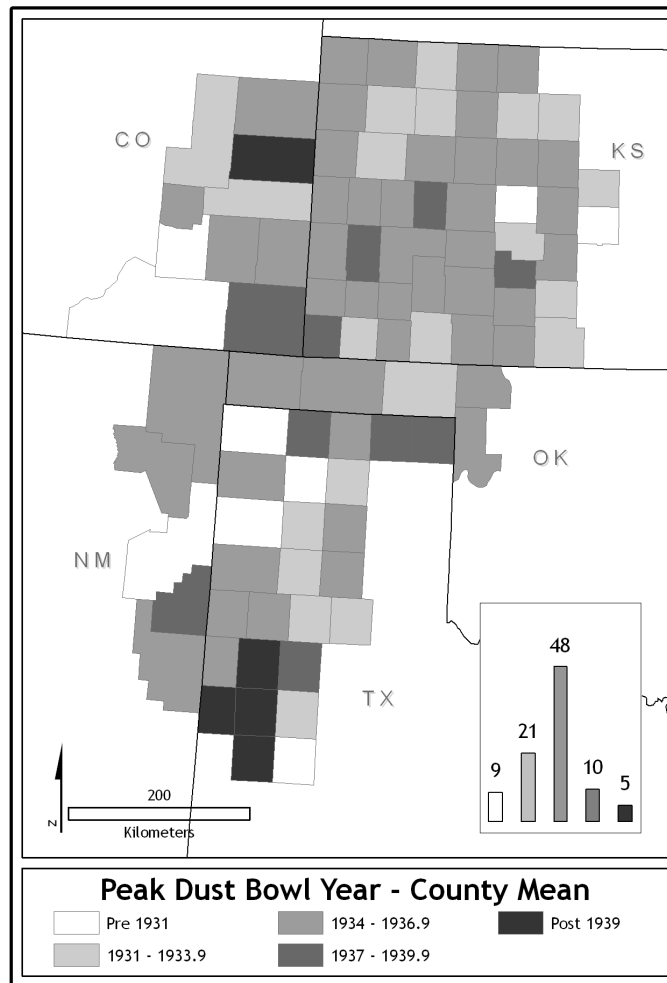 CO
KS
OK
NM
TX
48
21
9
10
5
200
Kilometers
N
Peak Dust Bowl Year - County Mean
Pre 1931
1934 - 1936.9
Post 1939
1931 - 1933.9
1937 - 1939.9